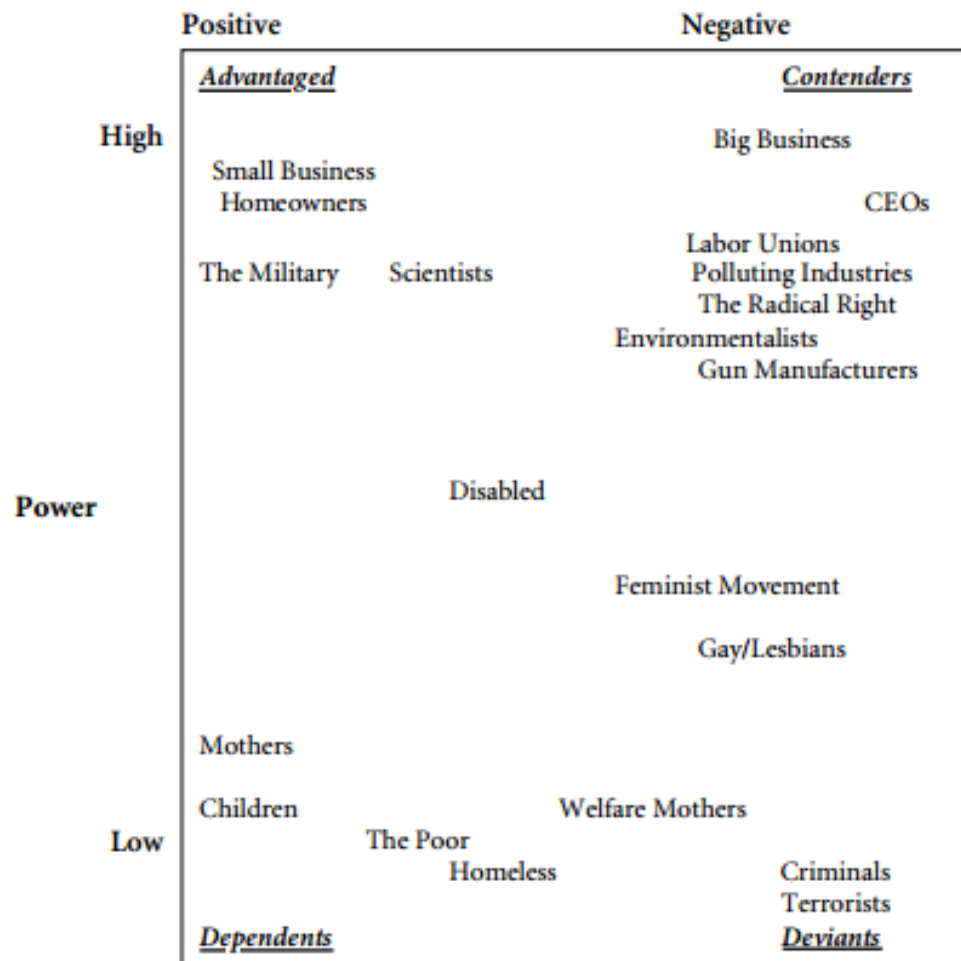 Positive Negative
Advantaged Contenders
High Big Business
Small Business
Homeowners CEOs
Labor Unions
The Military Scientists Polluting Industries
The Radical Right
Environmentalists
Gun Manufacturers
Disabled
Power
Feminist Movement
Gay/Lesbians
Mothers
Children Welfare Mothers
Low The Poor
Homeless Criminals
Terrorists
Dependents Deviants